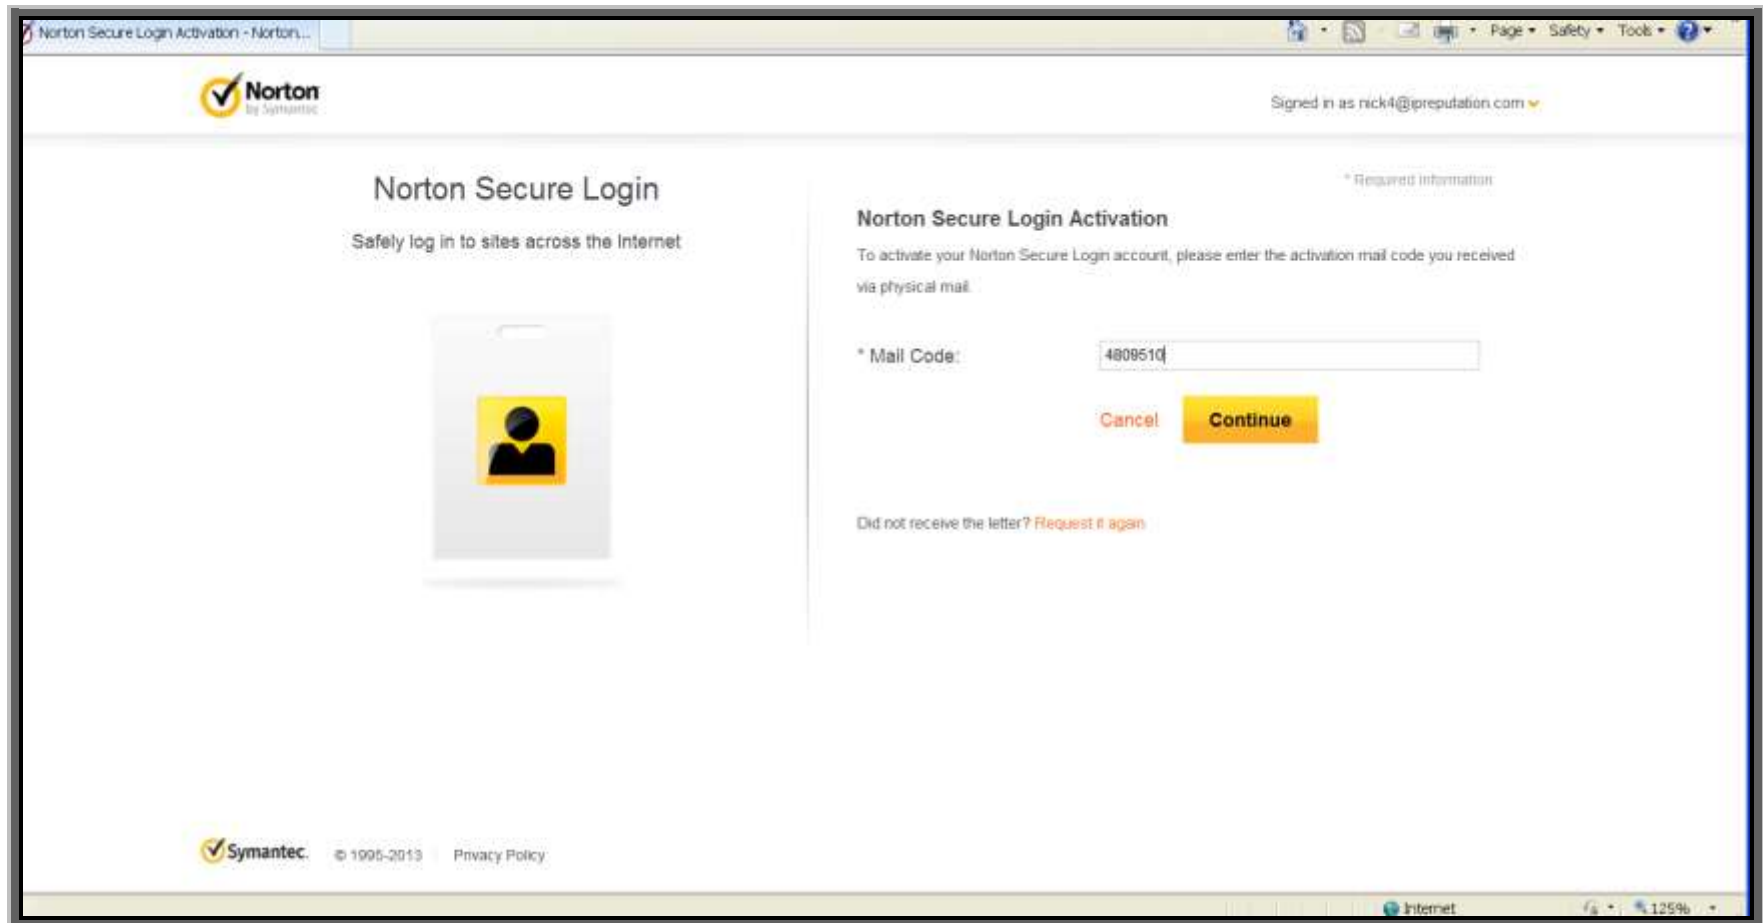 Norton Secure Login Activation - Norton...
Page
Safety
Tools
Norton
by Symantec
Signed in as nick4@ipreputation.com
Norton Secure Login
Safely log in to sites across the Internet
* Required information
Norton Secure Login Activation
To activate your Norton Secure Login account, please enter the activation mail code you received
via physical mail.
* Mail Code:
4809510
Cancel
Continue
Did not receive the letter? Request it again
Symantec.
© 1995-2013
Privacy Policy
Internet
125%